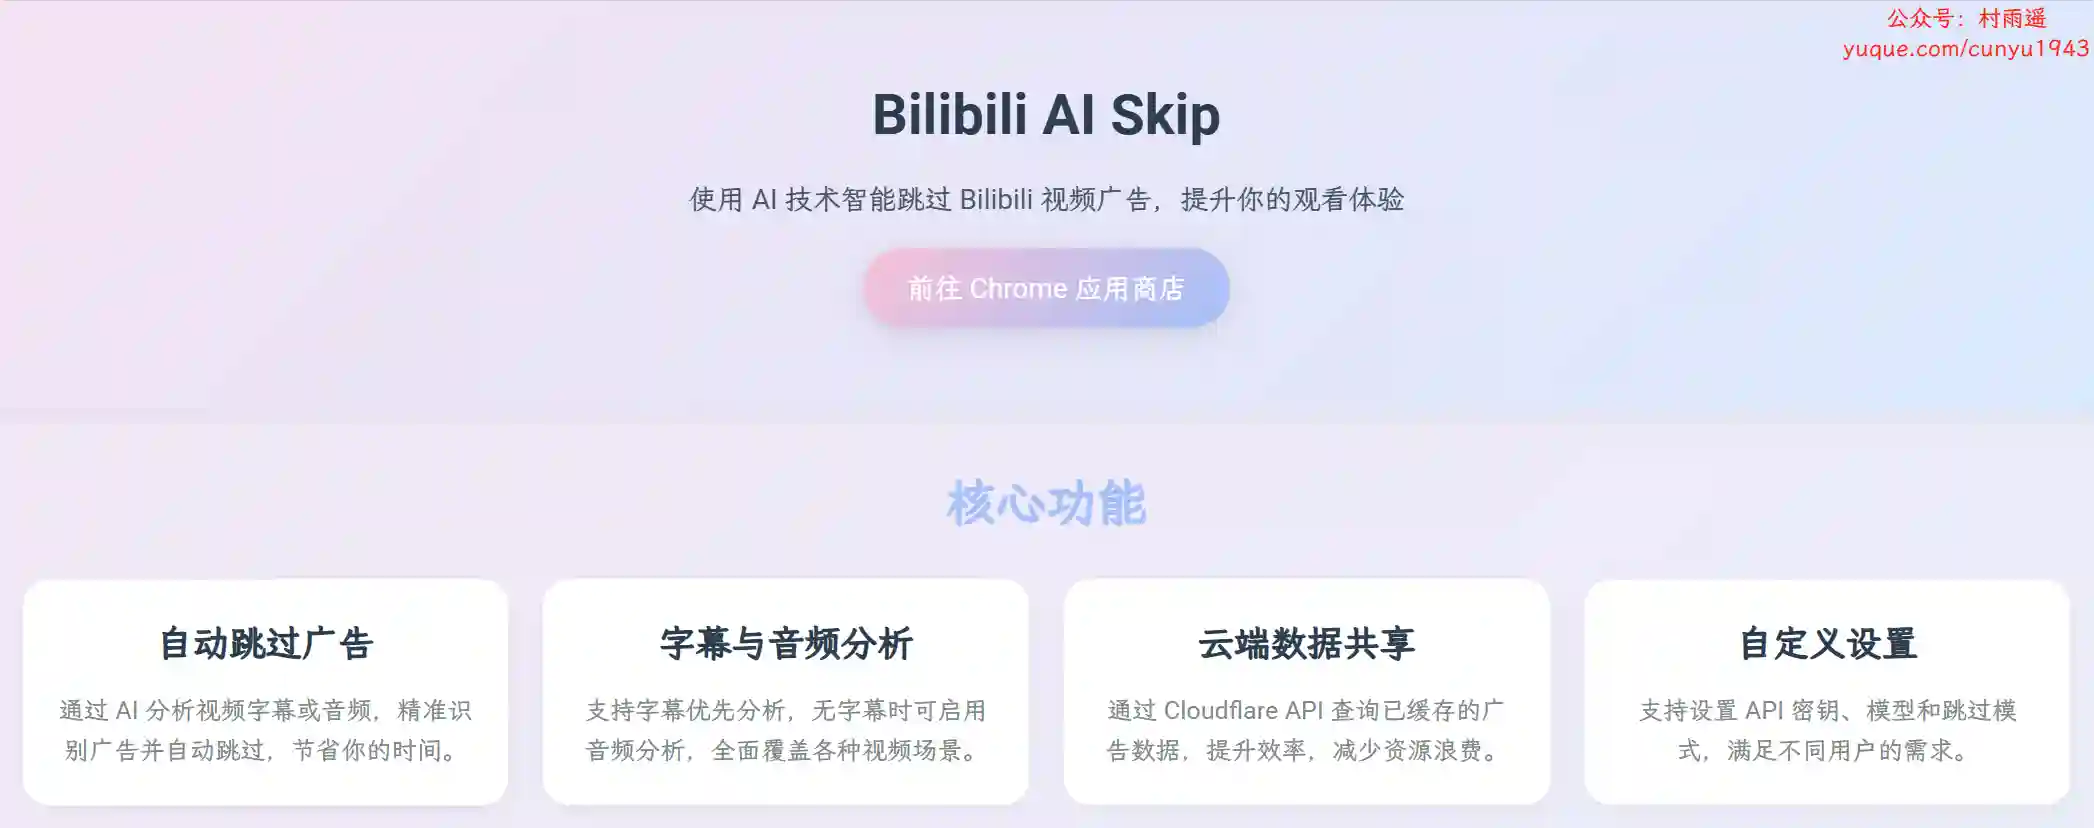 公众号：村雨遥
yuque.com/cunyu1943
Bilibili AI Skip
使用 AI 技术智能跳过 Bilibili 视频广告，提升你的观看体验
前往 Chrome 应用商店
核心功能
自动跳过广告
通过 AI 分析视频字幕或音频，精准识
别广告并自动跳过，节省你的时间。
字幕与音频分析
支持字幕优先分析，无字幕时可启用
音频分析，全面覆盖各种视频场景。
云端数据共享
通过 Cloudflare API 查询已缓存的广
告数据，提升效率，减少资源浪费。
自定义设置
支持设置 API 密钥、模型和跳过模
式，满足不同用户的需求。